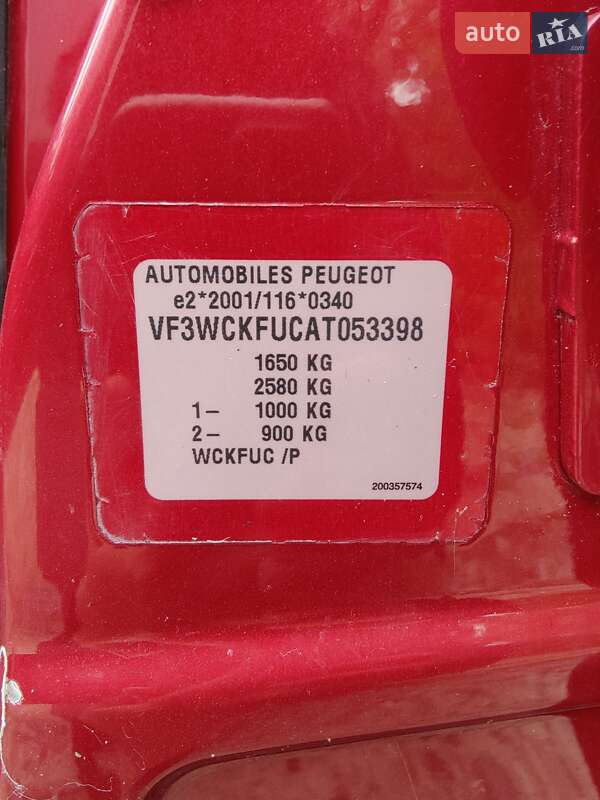 auto RIA .com
AUTOMOBILES PEUGEOT
e2*2001/116*0340
VF3WCKFUCAT053398
1650 KG
2580 KG
1– 1000 KG
2– 900 KG
WCKFUC /P
200357574